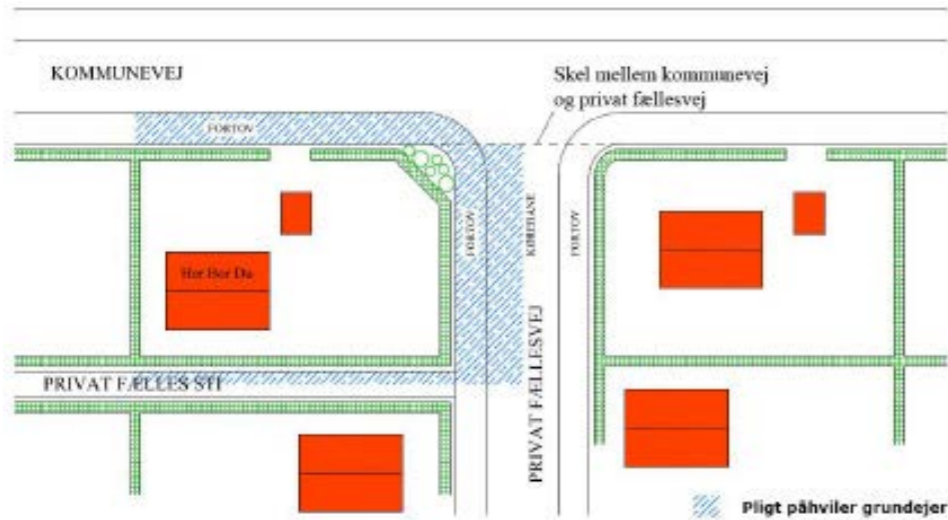 KOMMUNEVEJ
Skel mellem kommunevej
og privat fællesvej
FORTOV
FORTOV
KØREBANE
FORTOV
Her Bor Du
PRIVAT FÆLLES STI
PRIVAT FÆLLESVEJ
Pligt påhviler grundejer